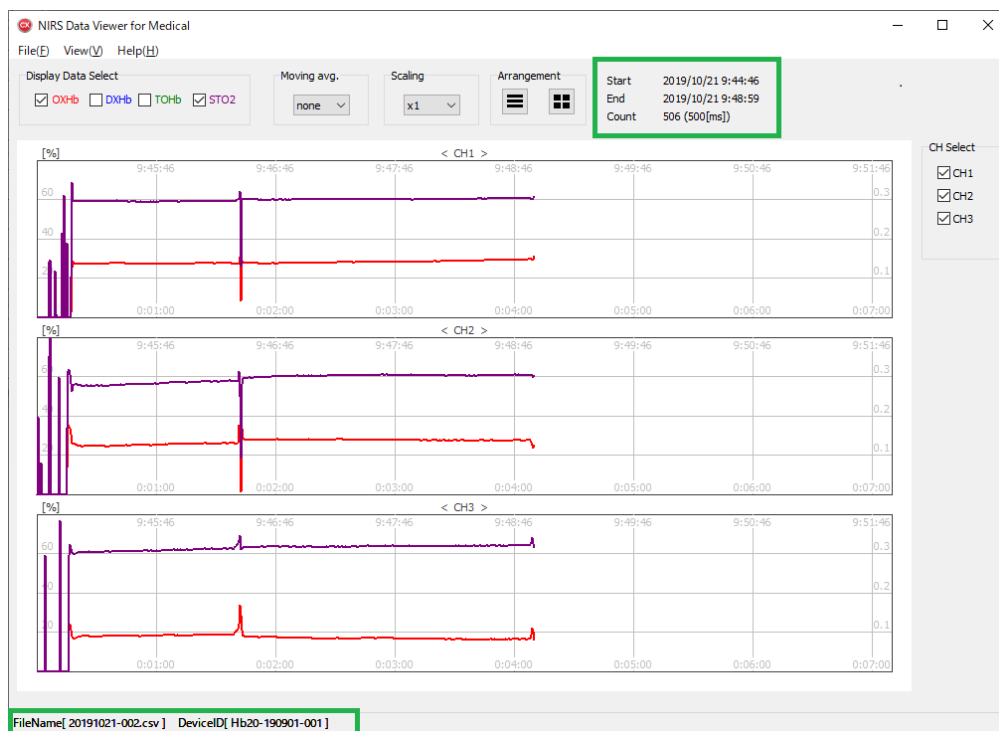 NIRS Data Viewer for Medical
File(F) View(V) Help(H)
Display Data Select
OXHb DXHb TOHb STO2
Moving avg.
none
Scaling
x1
Arrangement
Start 2019/10/21 9:44:46
End 2019/10/21 9:48:59
Count 506 (500[ms])
CH Select
CH1
CH2
CH3
[%] < CH1 >
9:45:46 9:46:46 9:47:46 9:48:46 9:49:46 9:50:46 9:51:46
60 0.3
40 0.2
0.1
0:01:00 0:02:00 0:03:00 0:04:00 0:05:00 0:06:00 0:07:00
[%] < CH2 >
9:45:46 9:46:46 9:47:46 9:48:46 9:49:46 9:50:46 9:51:46
0.3
0.2
0.1
0:01:00 0:02:00 0:03:00 0:04:00 0:05:00 0:06:00 0:07:00
[%] < CH3 >
9:45:46 9:46:46 9:47:46 9:48:46 9:49:46 9:50:46 9:51:46
60 0.3
0.2
0.1
0:01:00 0:02:00 0:03:00 0:04:00 0:05:00 0:06:00 0:07:00
FileName[ 20191021-002.csv ] DeviceID[ Hb20-190901-001 ]